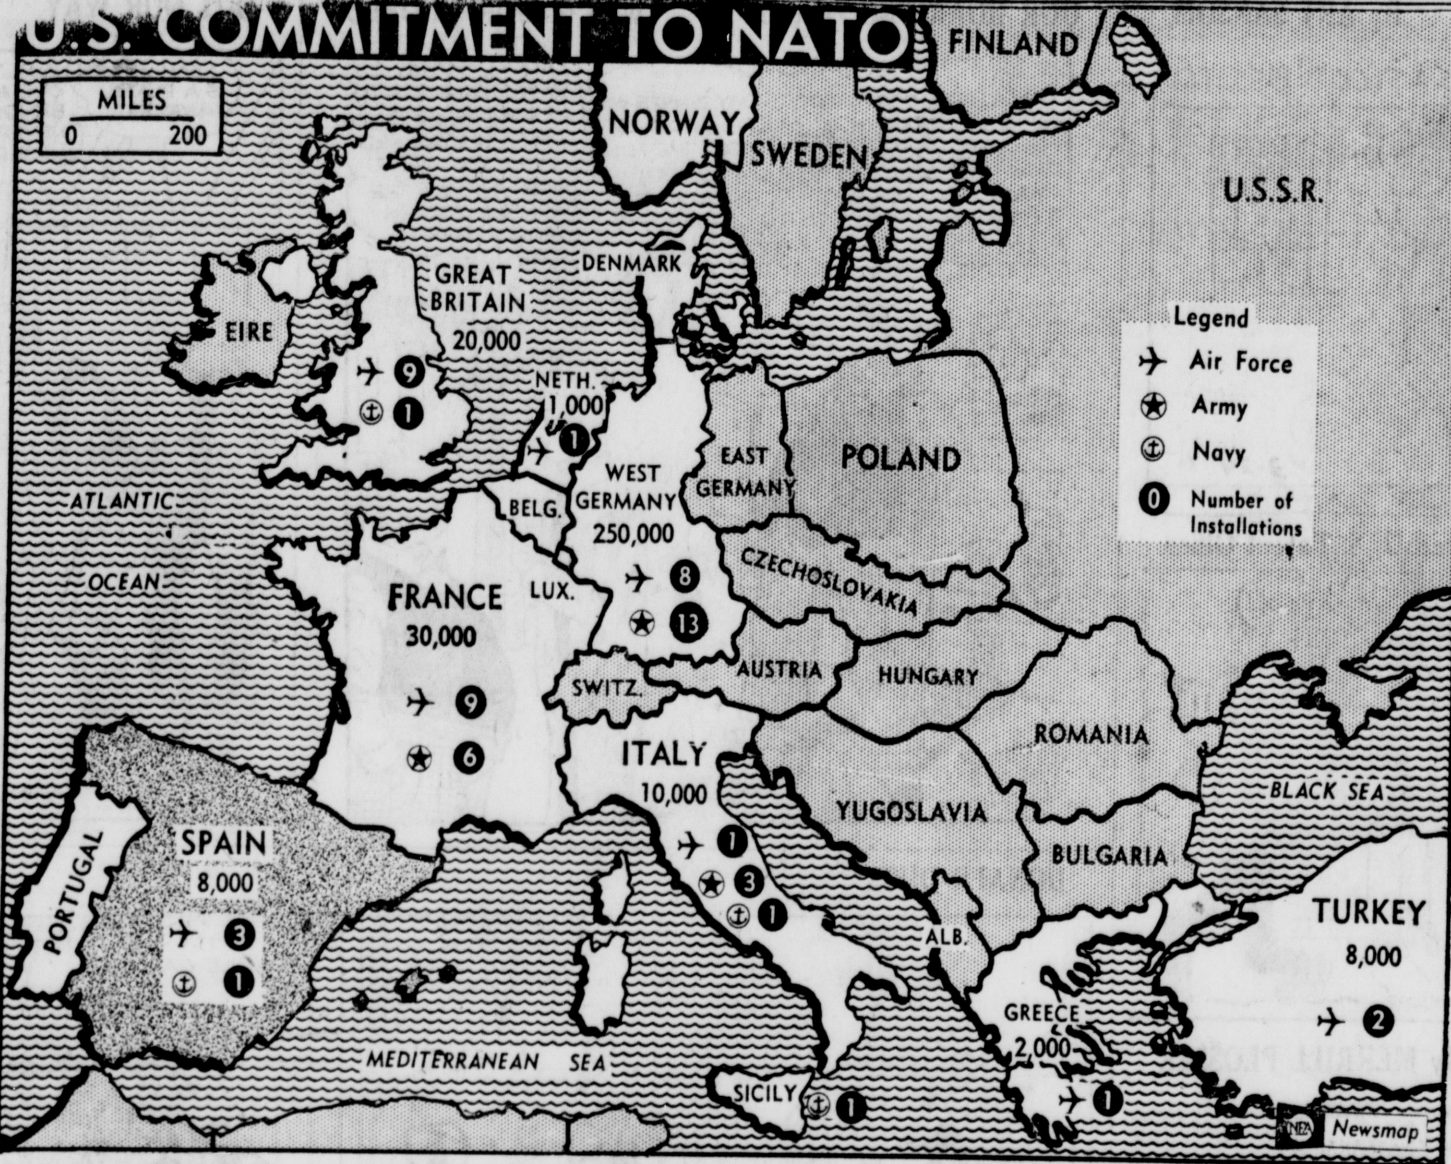 U.S. COMMITMENT TO NATO
MILES
0 200
FINLAND
NORWAY
SWEDEN
U.S.S.R.
DENMARK
GREAT
BRITAIN
20,000
9
1
EIRE
NETH.
1,000
1
Legend
Air Force
Army
Navy
0 Number of
Installations
ATLANTIC
OCEAN
BELG.
WEST
GERMANY
250,000
8
13
EAST
GERMANY
POLAND
CZECHOSLOVAKIA
LUX.
FRANCE
30,000
9
6
SWITZ.
AUSTRIA
HUNGARY
ROMANIA
ITALY
10,000
1
3
1
YUGOSLAVIA
BULGARIA
BLACK SEA
PORTUGAL
SPAIN
8,000
3
1
ALB.
GREECE
2,000
1
TURKEY
8,000
2
MEDITERRANEAN SEA
SICILY
1
NEA Newsmap